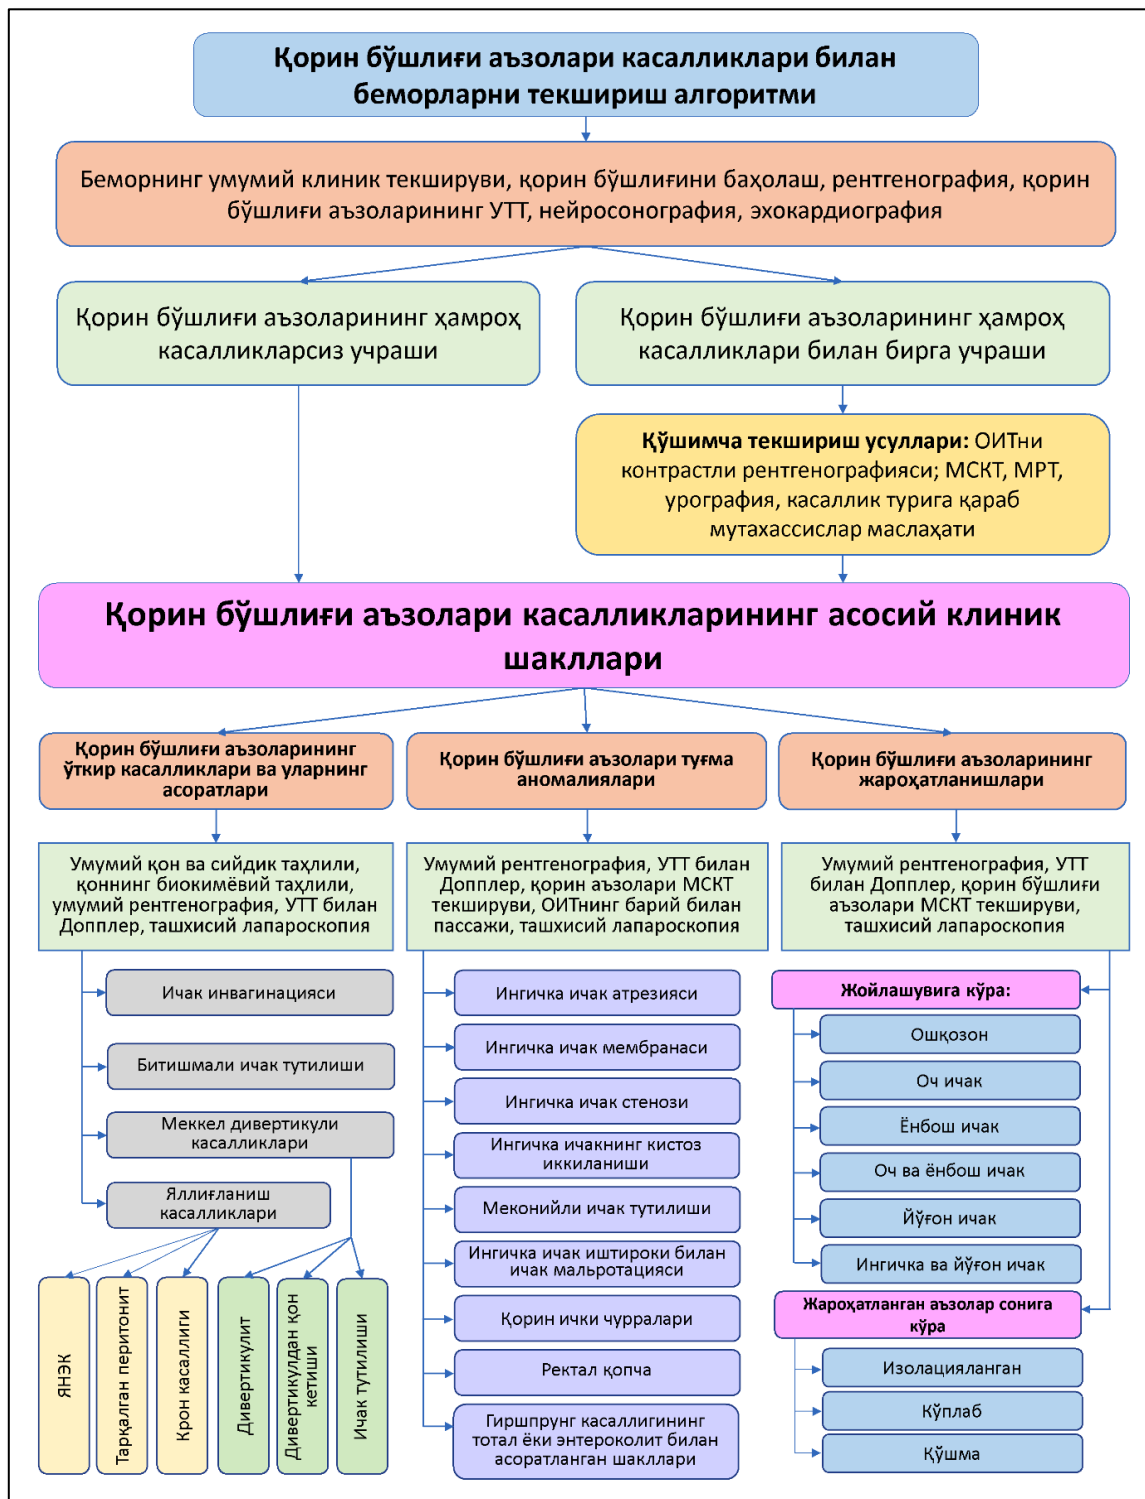 Қорин бўшлиғи аъзолари касалликлари билан
беморларни текшириш алгоритми
Беморнинг умумий клиник текшируви, қорин бўшлиғини баҳолаш, рентгенография, қорин
бўшлиғи аъзоларининг УТТ, нейросонография, эхокардиография
Қорин бўшлиғи аъзоларининг ҳамроҳ
касалликларсиз учраши
Қорин бўшлиғи аъзоларининг ҳамроҳ
касалликлари билан бирга учраши
Қўшимча текшириш усуллари: ОИТни
контрастли рентгенографияси; МСКТ, МРТ,
урография, касаллик турига қараб
мутахассислар маслаҳати
Қорин бўшлиғи аъзолари касалликларининг асосий клиник
шакллари
Қорин бўшлиғи аъзоларининг
ўткир касалликлари ва уларнинг
асоратлари
Умумий қон ва сийдик таҳлили,
қоннинг биокимёвий таҳлили,
умумий рентгенография, УТТ билан
Допплер, ташхисий лапароскопия
Ичак инвагинацияси
Битишмали ичак тутилиши
Меккел дивертикули
касалликлари
Яллиғланиш
касалликлари
ЯНЭК
Тарқалган перитонит
Крон касаллиги
Дивертикулит
Дивертикулдан қон
кетиши
Ичак тутилиши
Қорин бўшлиғи аъзолари туғма
аномалиялари
Умумий рентгенография, УТТ билан
Допплер, қорин аъзолари МСКТ
текшируви, ОИТнинг барий билан
пассажи, ташхисий лапароскопия
Ингичка ичак атрезияси
Ингичка ичак мембранаси
Ингичка ичак стенози
Ингичка ичакнинг кистоз
иккиланиши
Меконийли ичак тутилиши
Ингичка ичак иштироки билан
ичак мальротацияси
Қорин ички чурралари
Ректал қопча
Гиршпрунг касаллигининг
тотал ёки энтероколит билан
асоратланган шакллари
Қорин бўшлиғи аъзоларининг
жароҳатланишлари
Умумий рентгенография, УТТ
билан Допплер, қорин бўшлиғи
аъзолари МСКТ текшируви,
ташхисий лапароскопия
Жойлашувига кўра:
Ошқозон
Оч ичак
Ёнбош ичак
Оч ва ёнбош ичак
Йўғон ичак
Ингичка ва йўғон ичак
Жароҳатланган аъзолар сонига
кўра
Изоляцияланган
Кўплаб
Қўшма